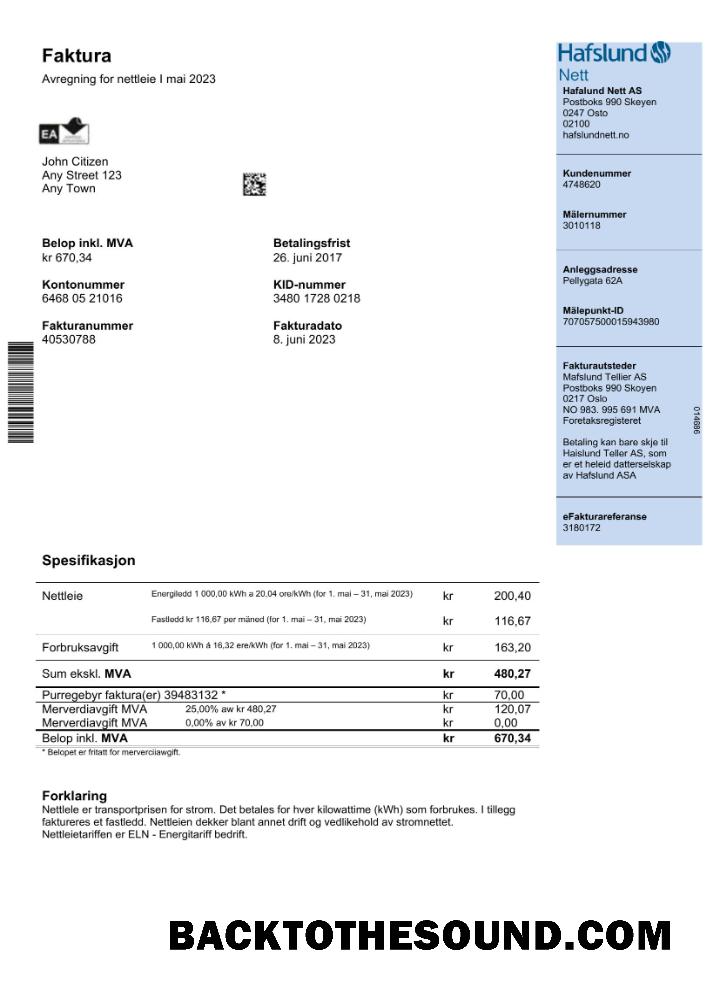 Faktura
Avregning for nettleie I mai 2023
EA
John Citizen
Any Street 123
Any Town
Belop inkl. MVA
kr 670,34
Betalingsfrist
26. juni 2017
Kontonummer
6468 05 21016
KID-nummer
3480 1728 0218
Fakturanummer
40530788
Fakturadato
8. juni 2023
Hafslund
Nett
Hafalund Nett AS
Postboks 990 Skeyen
0247 Osto
02100
hafslundnett.no
Kundenummer
4748620
Mälernummer
3010118
Anleggsadresse
Pellygata 62A
Mälepunkt-ID
707057500015943980
Fakturautsteder
Mafslund Tellier AS
Postboks 990 Skoyen
0217 Oslo
NO 983. 995 691 MVA
Foretaksregisteret
Betaling kan bare skje til
Haislund Teller AS, som
er et heleid datterselskap
av Hafslund ASA
014686
eFakturareferanse
3180172
Spesifikasjon
Nettleie Energiledd 1 000,00 kWh a 20,04 ore/kWh (for 1. mai – 31, mai 2023) kr 200,40
Fastledd kr 116,67 per mäned (for 1. mai – 31, mai 2023) kr 116,67
Forbruksavgift 1 000,00 kWh á 16,32 ere/kWh (for 1. mai – 31, mai 2023) kr 163,20
Sum ekskl. MVA kr 480,27
Purregebyr faktura(er) 39483132 * kr 70,00
Merverdiavgift MVA 25,00% aw kr 480,27 kr 120,07
Merverdiavgift MVA 0,00% av kr 70,00 kr 0,00
Belop inkl. MVA kr 670,34
* Belopet er fritatt for merverciiawgift.
Forklaring
Nettlele er transportprisen for strom. Det betales for hver kilowattime (kWh) som forbrukes. I tillegg
faktureres et fastledd. Nettleien dekker blant annet drift og vedlikehold av stromnettet.
Nettleietariffen er ELN - Energitariff bedrift.
BACKTOTHESOUND.COM